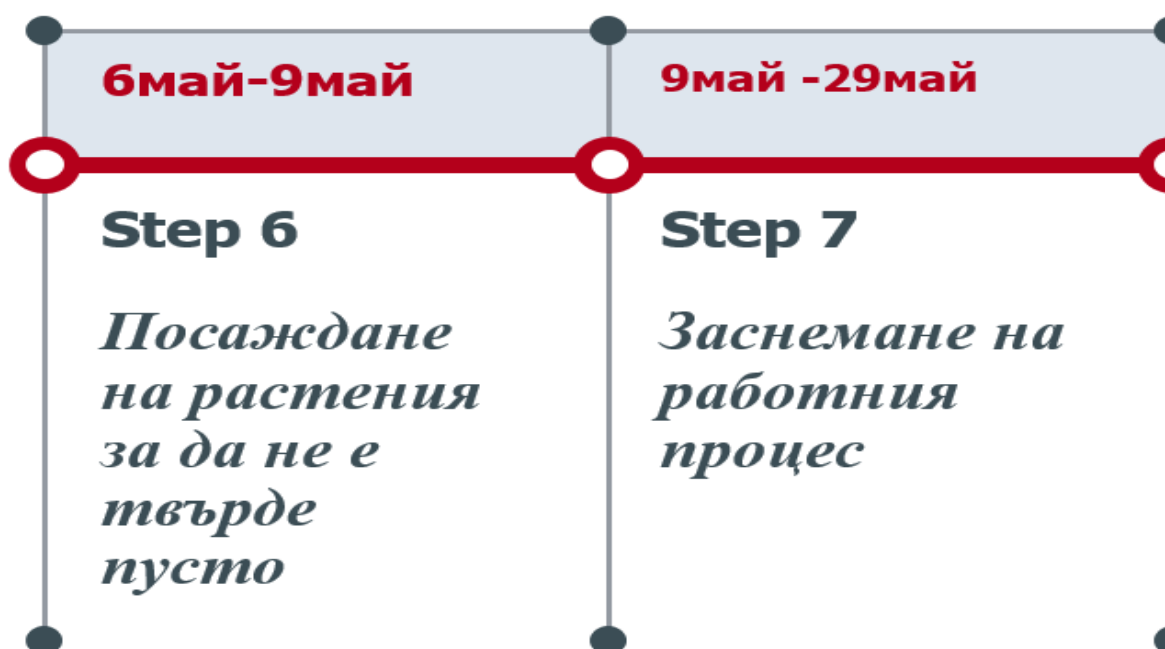 6май-9май
Step 6
Посаждане
на растения
за да не е
твърде
пусто
9май -29май
Step 7
Заснемане на
работния
процес